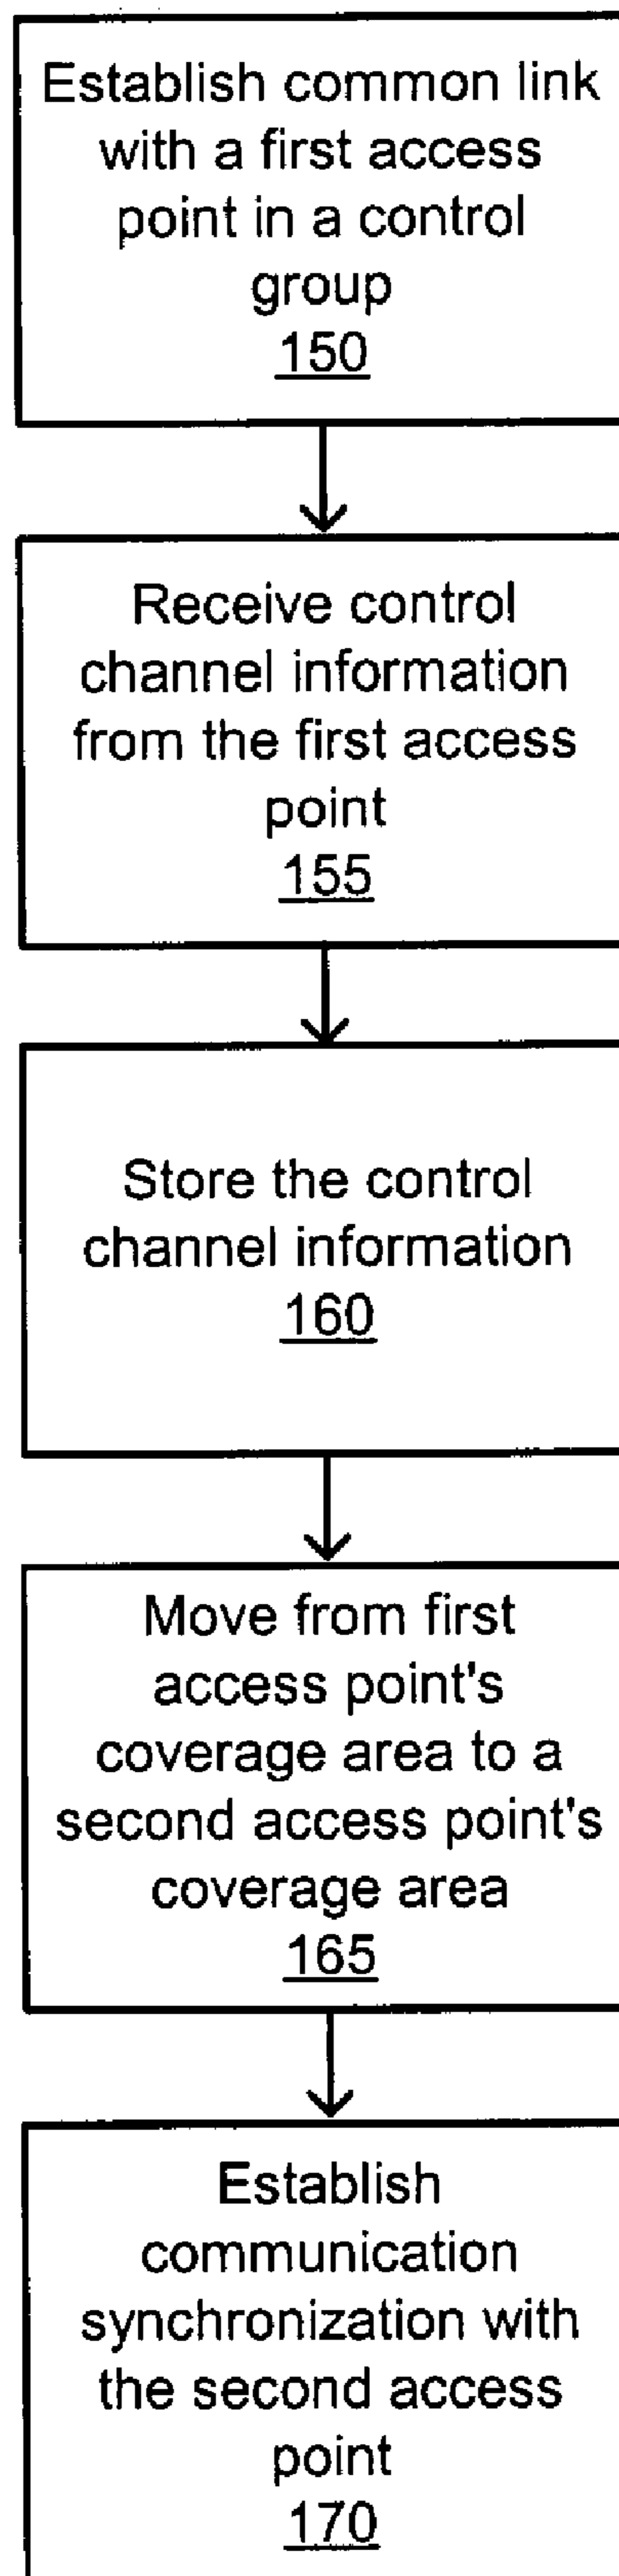 Establish common link
with a first access
point in a control
group
150
Receive control
channel information
from the first access
point
155
Store the control
channel information
160
Move from first
access point's
coverage area to a
second access point's
coverage area
165
Establish
communication
synchronization with
the second access
point
170